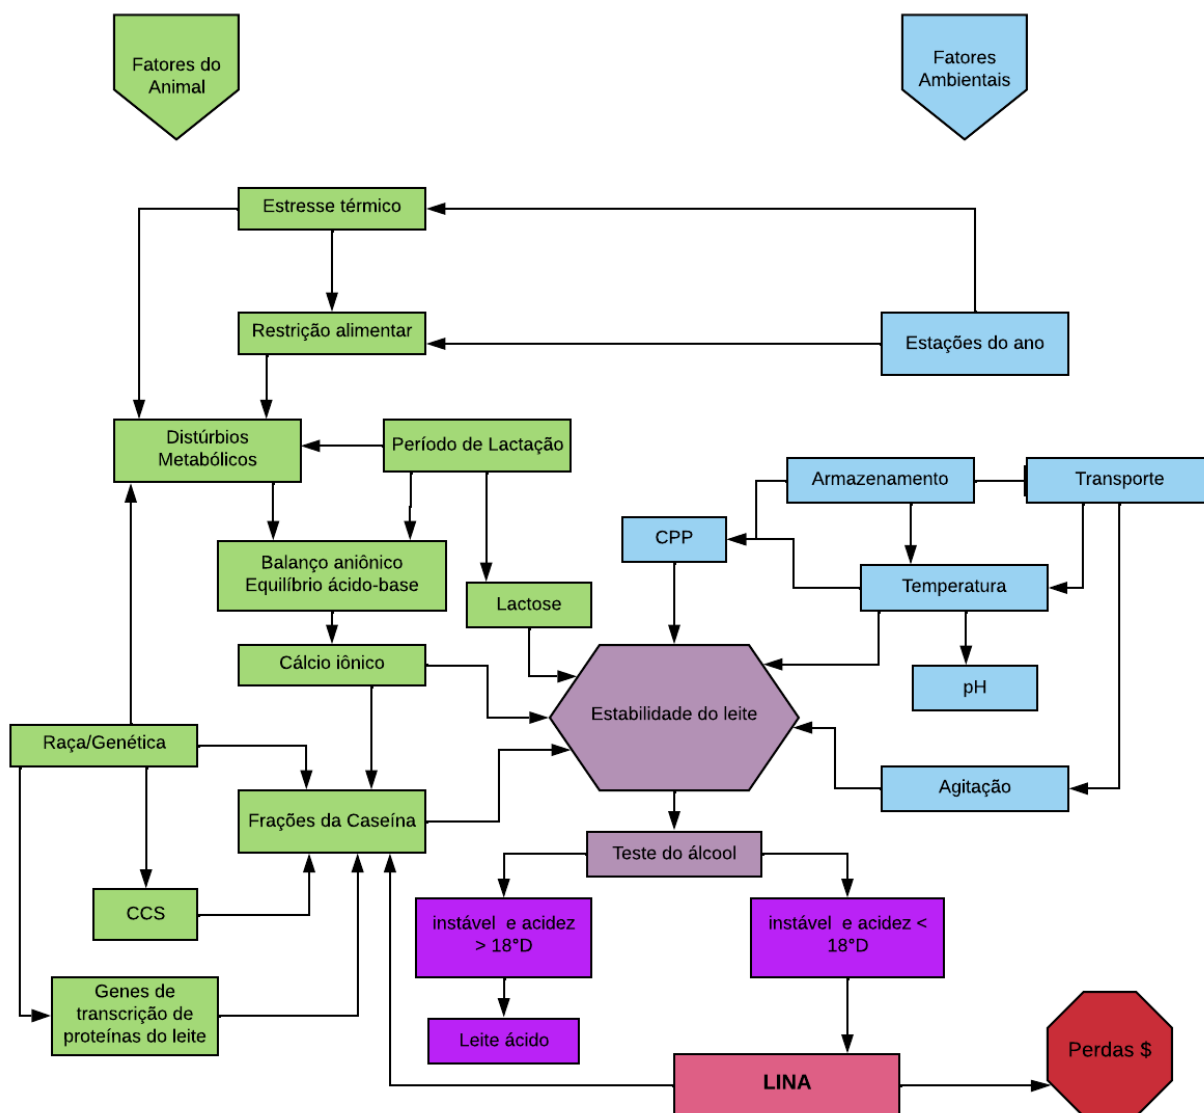 Fatores do
Animal
Fatores
Ambientais
Estresse térmico
Restrição alimentar
Estações do ano
Distúrbios
Metabólicos
Período de Lactação
Armazenamento
Transporte
CPP
Balanço aniônico
Equilíbrio ácido-base
Temperatura
Lactose
Cálcio iônico
pH
Estabilidade do leite
Raça/Genética
Agitação
Frações da Caseína
Teste do álcool
CCS
instável e acidez
> 18°D
instável e acidez <
18°D
Genes de
transcrição de
proteínas do leite
Leite ácido
Perdas $
LINA